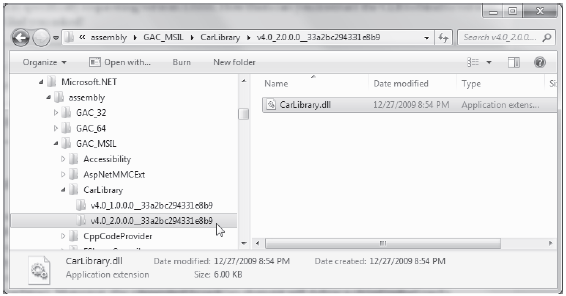 « assembly ▸ GAC_MSIL ▸ CarLibrary ▸ v4.0_2.0.0.0__33a2bc294331e8b9
Search v4.0_2.0.0....
Organize ▾ Open with... Burn New folder
Microsoft.NET
assembly
GAC_32
GAC_64
GAC_MSIL
Accessibility
AspNetMMCExt
CarLibrary
v4.0_1.0.0.0__33a2bc294331e8b9
v4.0_2.0.0.0__33a2bc294331e8b9
CppCodeProvider
Name Date modified Type Si
CarLibrary.dll 12/27/2009 8:54 PM Application extens...
CarLibrary.dll Date modified: 12/27/2009 8:54 PM Date created: 12/27/2009 8:54 PM
Application extension Size: 6.00 KB